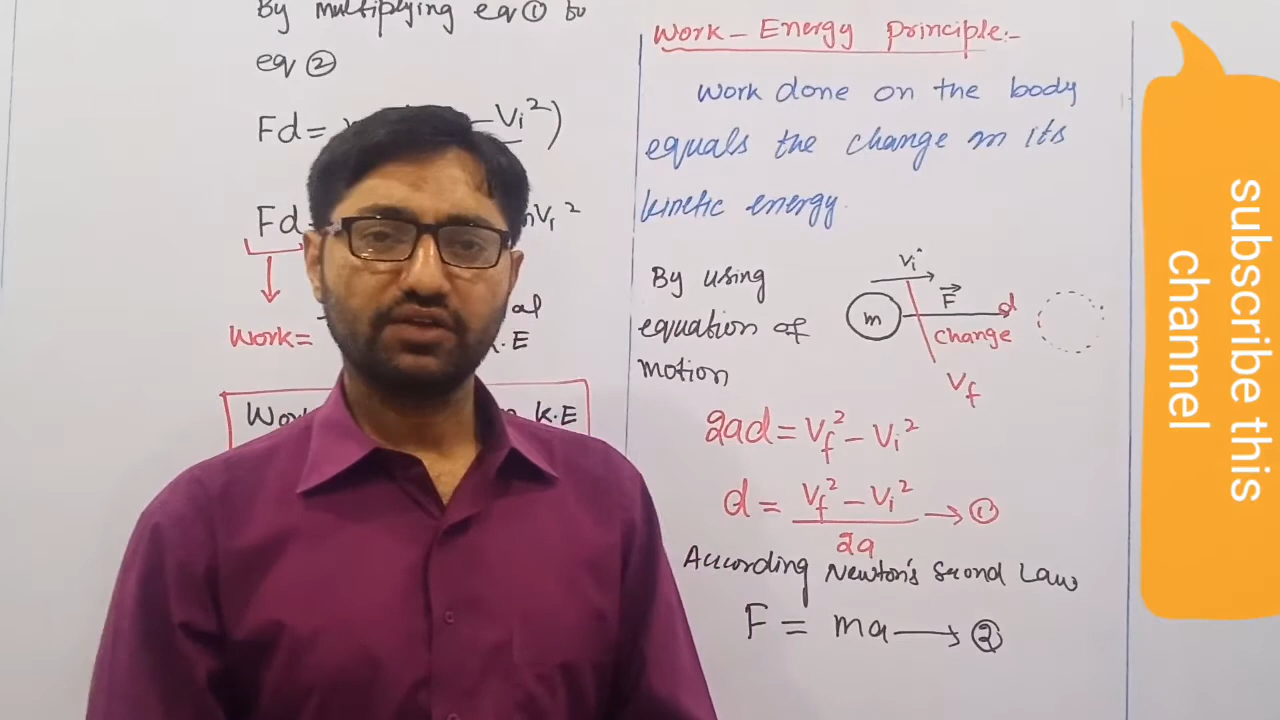 By multiplying eq ① to
eq ②
Fd = Vi²)
Fd
Work =
K.E
K.E
Work-Energy principle:-
Work done on the body
equals the change in its
kinetic energy.
By using
equation of
motion
Vi
F
d
m
change
Vf
2ad = Vf² - Vi²
d = Vf² - Vi² / 2a → ①
According Newton's Second Law
F = ma → ②
subscribe this
channel